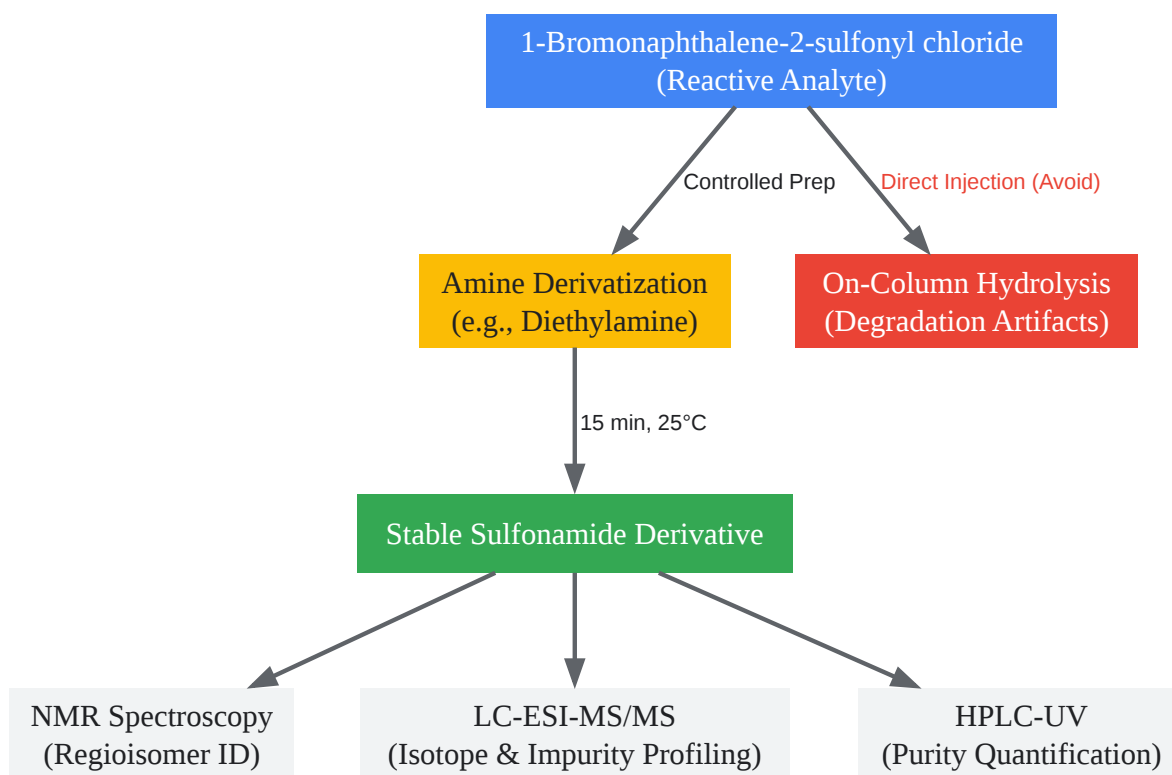 1-Bromonaphthalene-2-sulfonyl chloride
(Reactive Analyte)
Controlled Prep
Direct Injection (Avoid)
Amine Derivatization
(e.g., Diethylamine)
On-Column Hydrolysis
(Degradation Artifacts)
15 min, 25°C
Stable Sulfonamide Derivative
NMR Spectroscopy
(Regioisomer ID)
LC-ESI-MS/MS
(Isotope & Impurity Profiling)
HPLC-UV
(Purity Quantification)